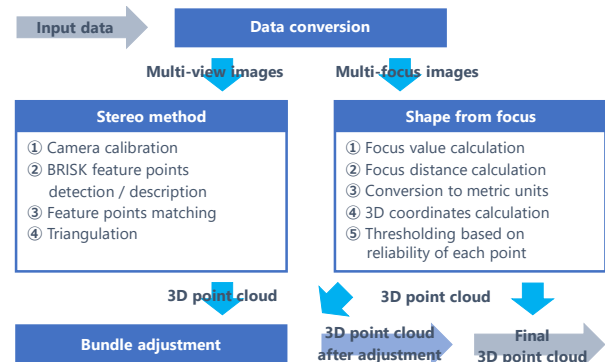 Input data
Data conversion
Multi-view images
Multi-focus images
Stereo method
① Camera calibration
② BRISK feature points
detection / description
③ Feature points matching
④ Triangulation
Shape from focus
① Focus value calculation
② Focus distance calculation
③ Conversion to metric units
④ 3D coordinates calculation
⑤ Thresholding based on
reliability of each point
3D point cloud
3D point cloud
Bundle adjustment
3D point cloud
after adjustment
Final
3D point cloud